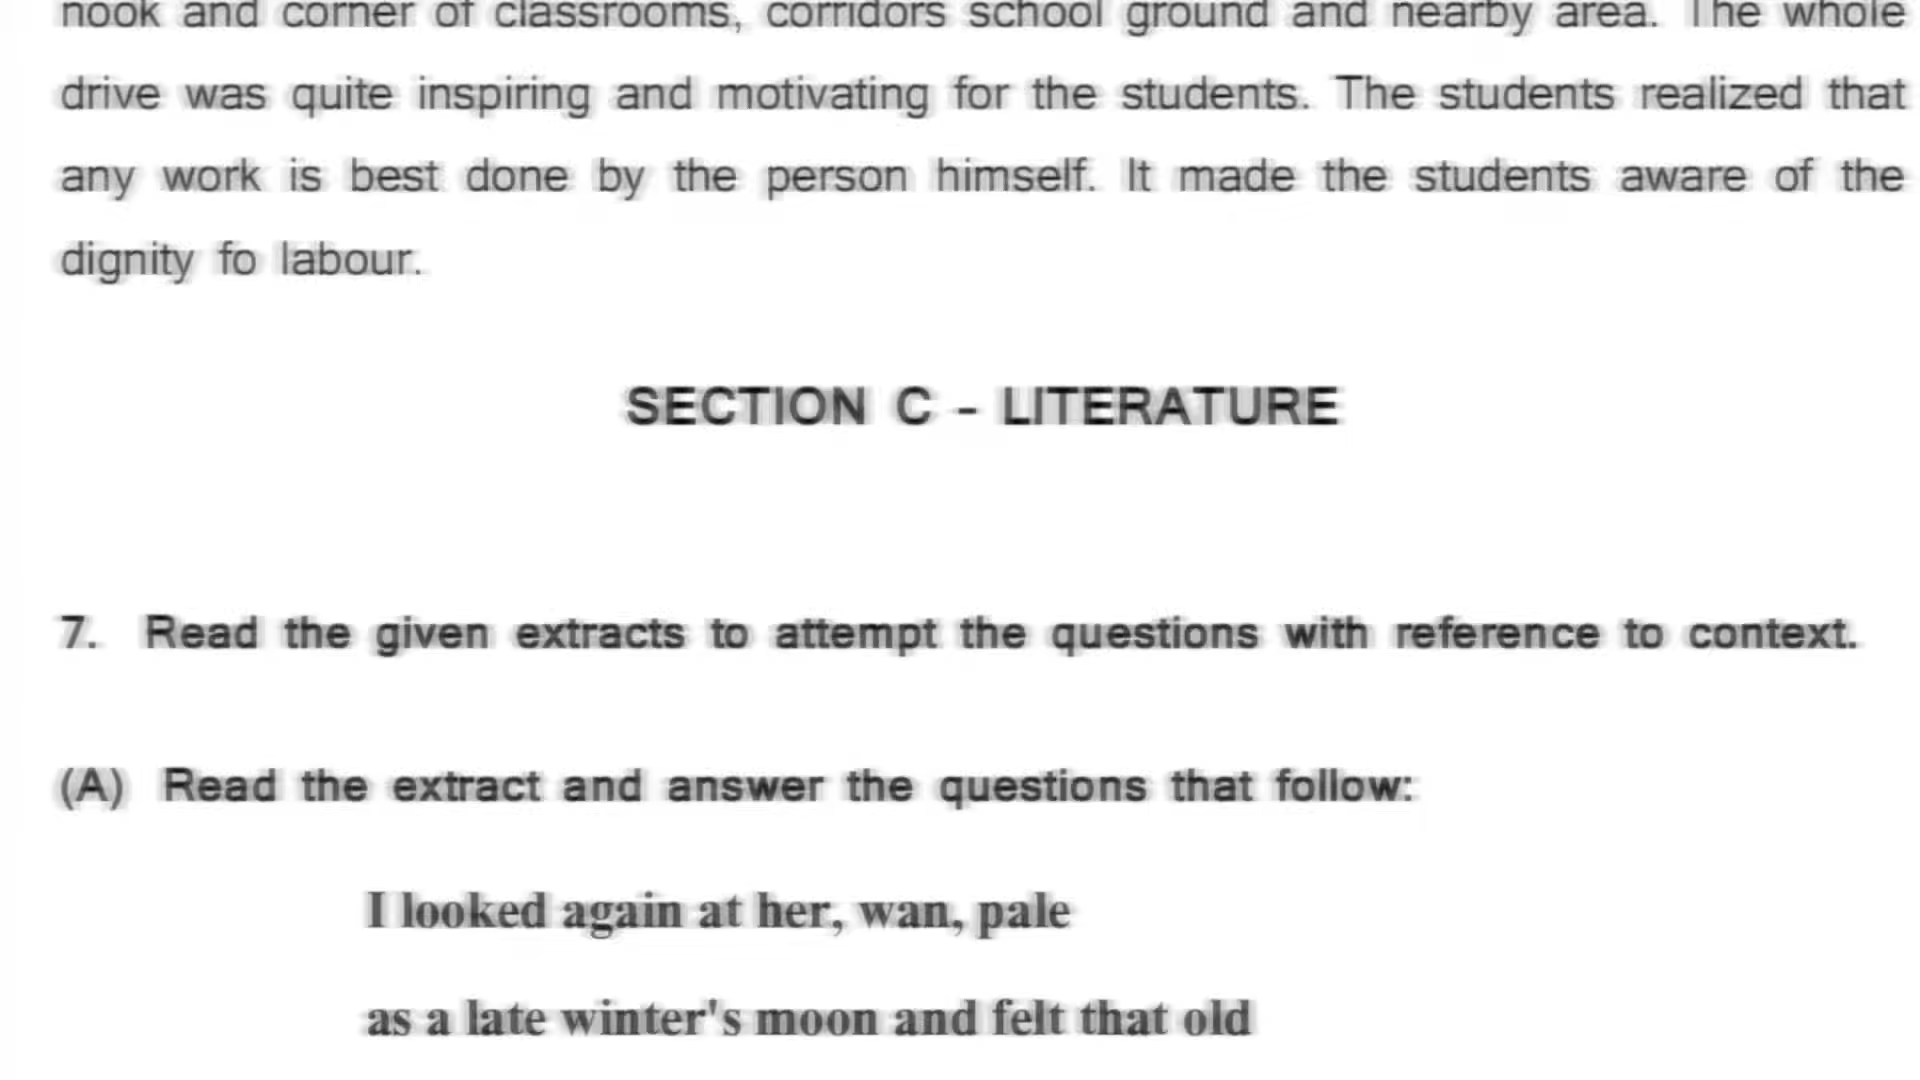 nook and corner of classrooms, corridors school ground and nearby area. The whole
drive was quite inspiring and motivating for the students. The students realized that
any work is best done by the person himself. It made the students aware of the
dignity fo labour.
SECTION C - LITERATURE
7. Read the given extracts to attempt the questions with reference to context.
(A) Read the extract and answer the questions that follow:
I looked again at her, wan, pale
as a late winter's moon and felt that old